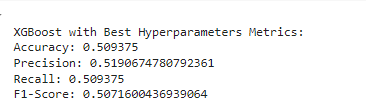 XGBoost with Best Hyperparameters Metrics:
Accuracy: 0.509375
Precision: 0.5190674780792361
Recall: 0.509375
F1-Score: 0.5071600436939064